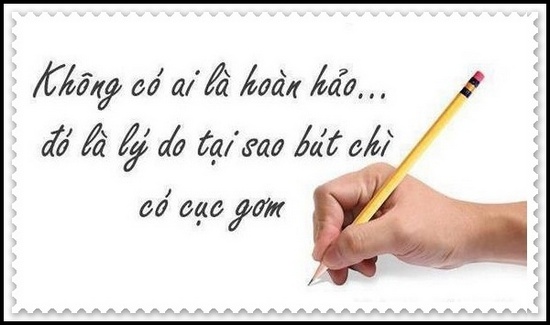 Không có ai là hoàn hảo...
đó là lý do tại sao bút chì
có cục gơm